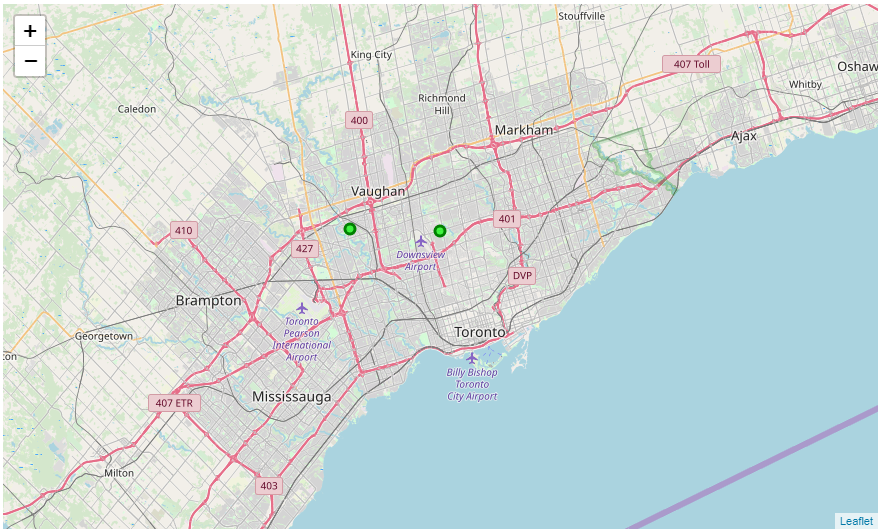 Stouffville
+
−
King City
407 Toll
Oshaw
Whitby
Caledon
Richmond
Hill
400
Markham
Ajax
Vaughan
401
410
427
Downsview
Airport
DVP
Brampton
Toronto
Pearson
International
Airport
Georgetown
Toronto
ton
Billy Bishop
Toronto
City Airport
Mississauga
407 ETR
Milton
403
Leaflet